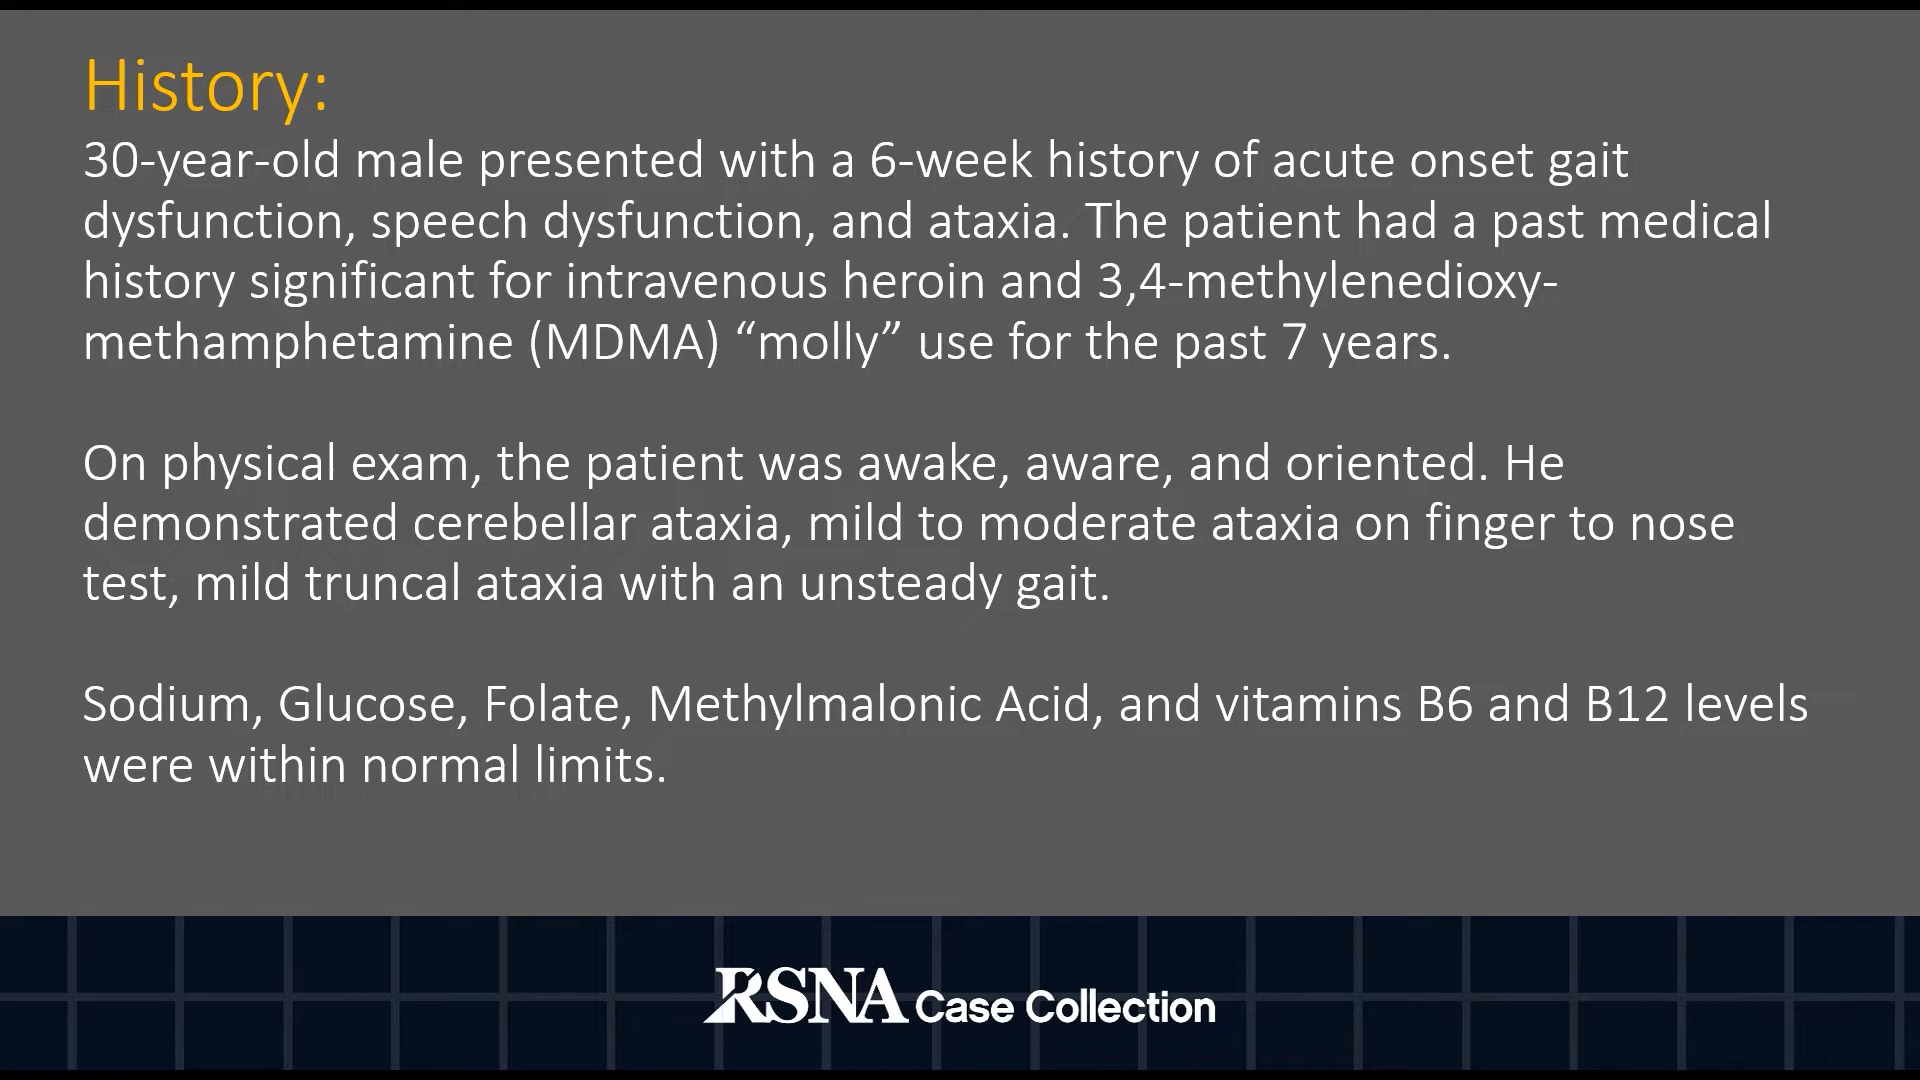 History:
30-year-old male presented with a 6-week history of acute onset gait
dysfunction, speech dysfunction, and ataxia. The patient had a past medical
history significant for intravenous heroin and 3,4-methylenedioxy-
methamphetamine (MDMA) “molly” use for the past 7 years.
On physical exam, the patient was awake, aware, and oriented. He
demonstrated cerebellar ataxia, mild to moderate ataxia on finger to nose
test, mild truncal ataxia with an unsteady gait.
Sodium, Glucose, Folate, Methylmalonic Acid, and vitamins B6 and B12 levels
were within normal limits.
RSNA Case Collection